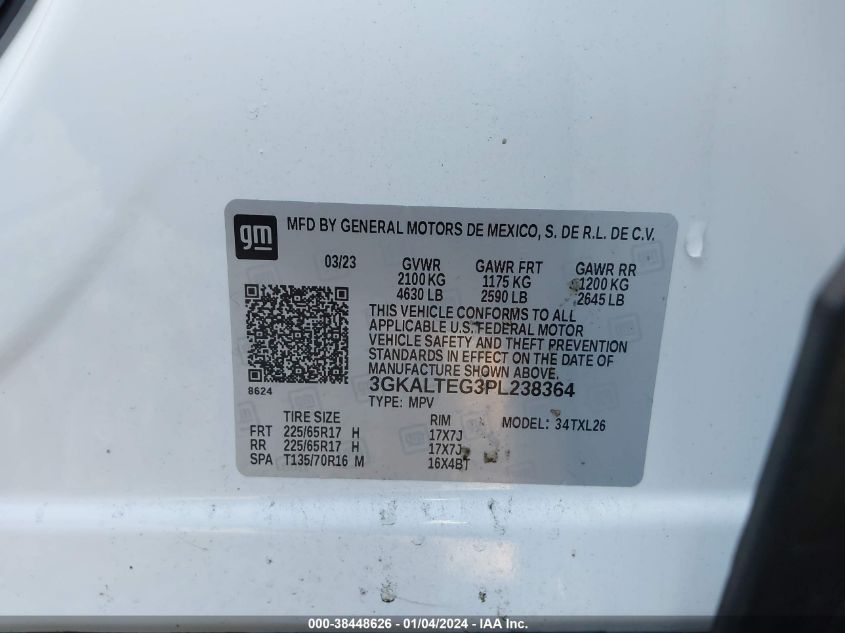 gm MFD BY GENERAL MOTORS DE MEXICO, S. DE R.L. DE C.V.
03/23 GVWR GAWR FRT GAWR RR
2100 KG 1175 KG 1200 KG
4630 LB 2590 LB 2645 LB
THIS VEHICLE CONFORMS TO ALL
APPLICABLE U.S. FEDERAL MOTOR
VEHICLE SAFETY AND THEFT PREVENTION
STANDARDS IN EFFECT ON THE DATE OF
MANUFACTURE SHOWN ABOVE.
8624 3GKALTEG3PL238364
TYPE: MPV
TIRE SIZE RIM MODEL: 34TXL26
FRT 225/65R17 H 17X7J
RR 225/65R17 H 17X7J
SPA T135/70R16 M 16X4BT
000-38448626 - 01/04/2024 - IAA Inc.